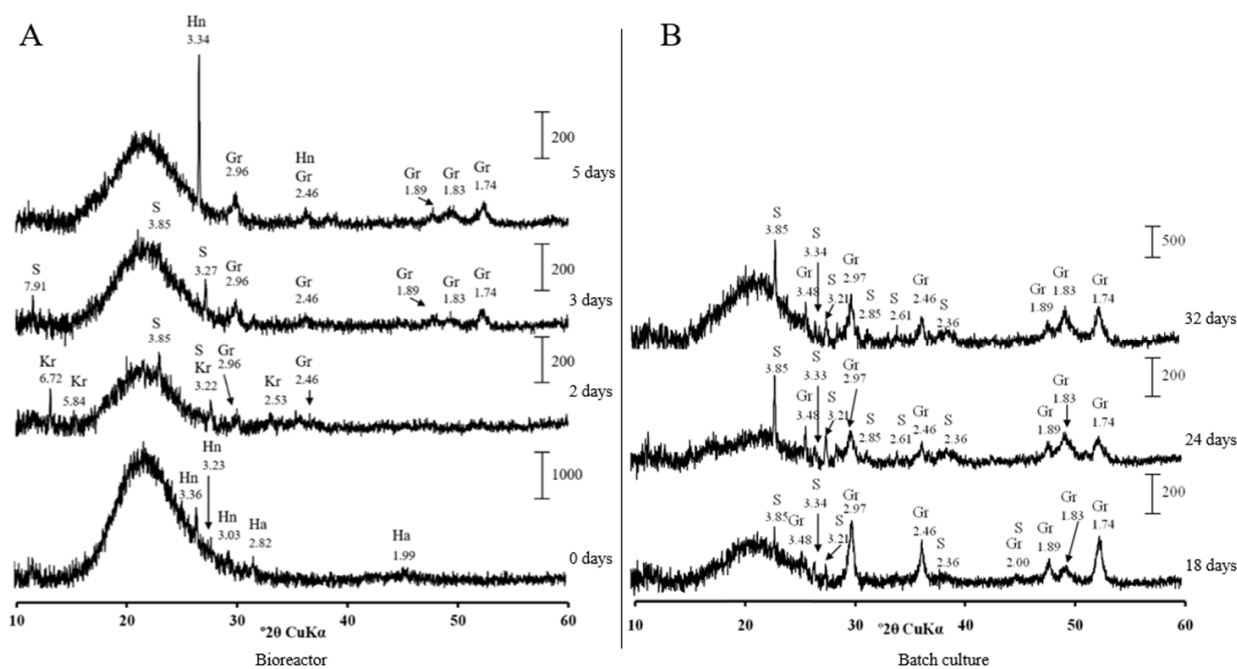 A
Hn
3.34
200
Gr
2.96
Hn
Gr
2.46
Gr
1.89
Gr
1.83
Gr
1.74
5 days
10 20 30 40 50 60
S
3.85
S
7.91
S
3.27
Gr
2.96
Gr
2.46
Gr
1.89
Gr
1.83
Gr
1.74
200
3 days
S
3.85
Kr
6.72
Kr
5.84
S
Kr
3.22
Gr
2.96
Kr
2.53
Gr
2.46
200
2 days
Hn
3.36
Hn
3.23
Hn
3.03
Ha
2.82
Ha
1.99
1000
0 days
10 20 30 40 50 60
°2θ CuKα
Bioreactor
B
S
3.85
S
3.34
Gr
3.48
S
3.21
Gr
2.97
S
2.85
S
2.61
Gr
2.46
S
2.36
Gr
1.89
Gr
1.83
Gr
1.74
500
32 days
S
3.85
S
3.33
Gr
3.48
S
3.21
Gr
2.97
S
2.85
S
2.61
Gr
2.46
S
2.36
Gr
1.89
Gr
1.83
Gr
1.74
200
24 days
S
3.85
Gr
3.48
S
3.34
S
3.21
Gr
2.97
Gr
2.46
S
2.36
S
Gr
2.00
Gr
1.89
Gr
1.83
Gr
1.74
200
18 days
10 20 30 40 50 60
°2θ CuKα
Batch culture